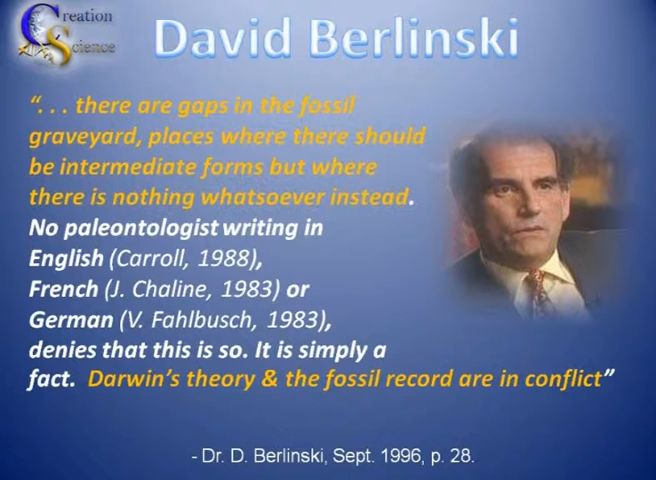 Creation
Science
David Berlinski
“. . . there are gaps in the fossil
graveyard, places where there should
be intermediate forms but where
there is nothing whatsoever instead.
No paleontologist writing in
English (Carroll, 1988),
French (J. Chaline, 1983) or
German (V. Fahlbusch, 1983),
denies that this is so. It is simply a
fact. Darwin’s theory & the fossil record are in conflict”
- Dr. D. Berlinski, Sept. 1996, p. 28.